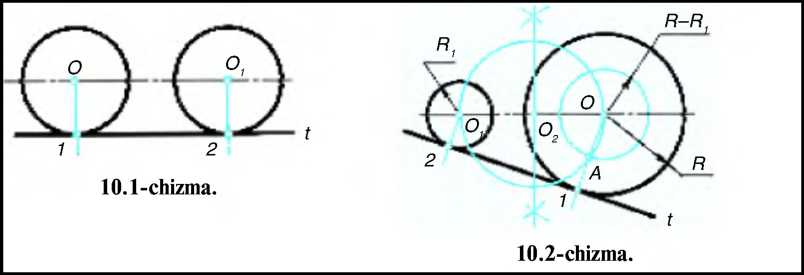 O
O₁
t
1
2
10.1-chizma.
R₁
R–R₁
O₁
O₂
O
2
A
1
R
t
10.2-chizma.